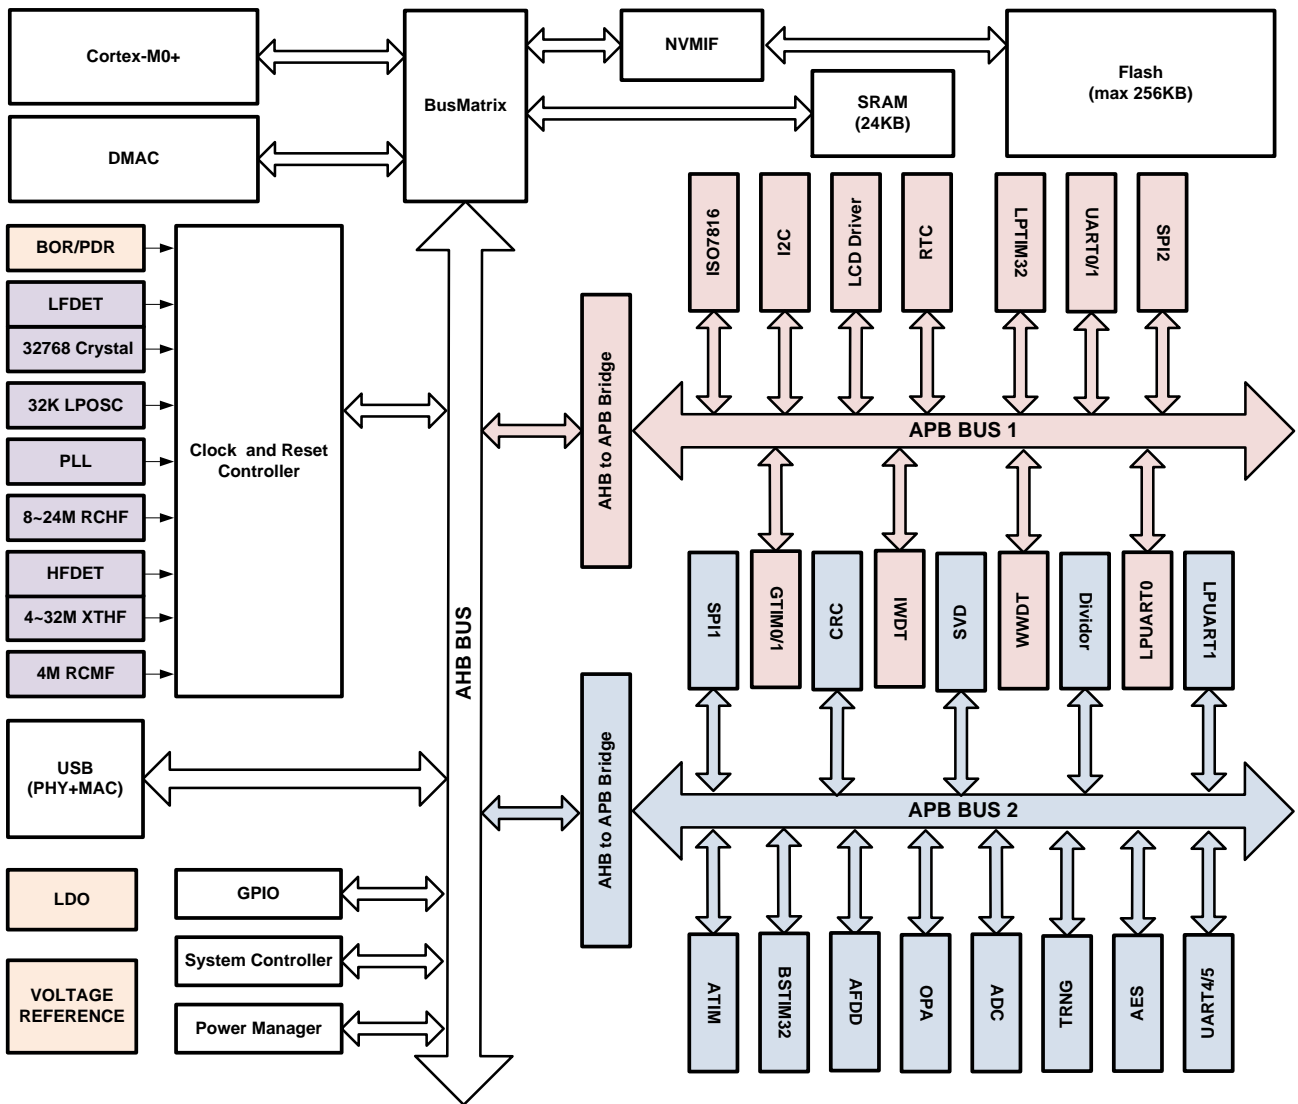 Cortex-M0+
DMAC
BusMatrix
NVMIF
SRAM
(24KB)
Flash
(max 256KB)
BOR/PDR
LFDET
32768 Crystal
32K LPOSC
PLL
8~24M RCHF
HFDET
4~32M XTHF
4M RCMF
Clock and Reset
Controller
USB
(PHY+MAC)
LDO
VOLTAGE
REFERENCE
GPIO
System Controller
Power Manager
AHB BUS
AHB to APB Bridge
ISO7816
I2C
LCD Driver
RTC
LPTIM32
UART0/1
SPI2
APB BUS 1
SPI1
GTIM0/1
CRC
IWDT
SVD
WWDT
Dividor
LPUART0
LPUART1
AHB to APB Bridge
APB BUS 2
ATIM
BSTIM32
AFDD
OPA
ADC
TRNG
AES
UART4/5